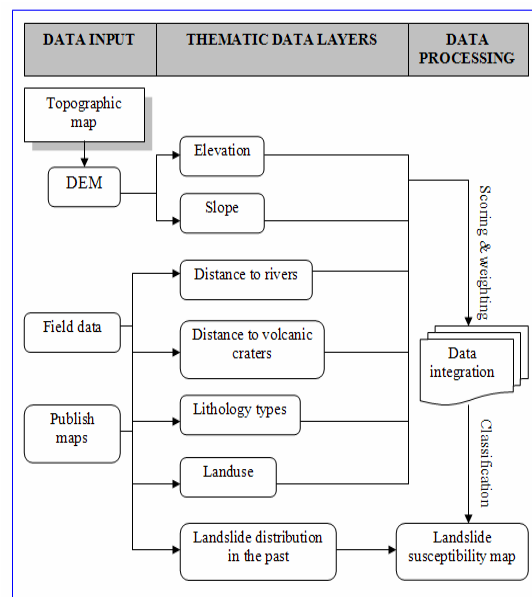 DATA INPUT
THEMATIC DATA LAYERS
DATA
PROCESSING
Topographic
map
DEM
Elevation
Slope
Distance to rivers
Field data
Distance to volcanic
craters
Publish
maps
Lithology types
Landuse
Landslide distribution
in the past
Scoring & weighting
Data
integration
Classification
Landslide
susceptibility map